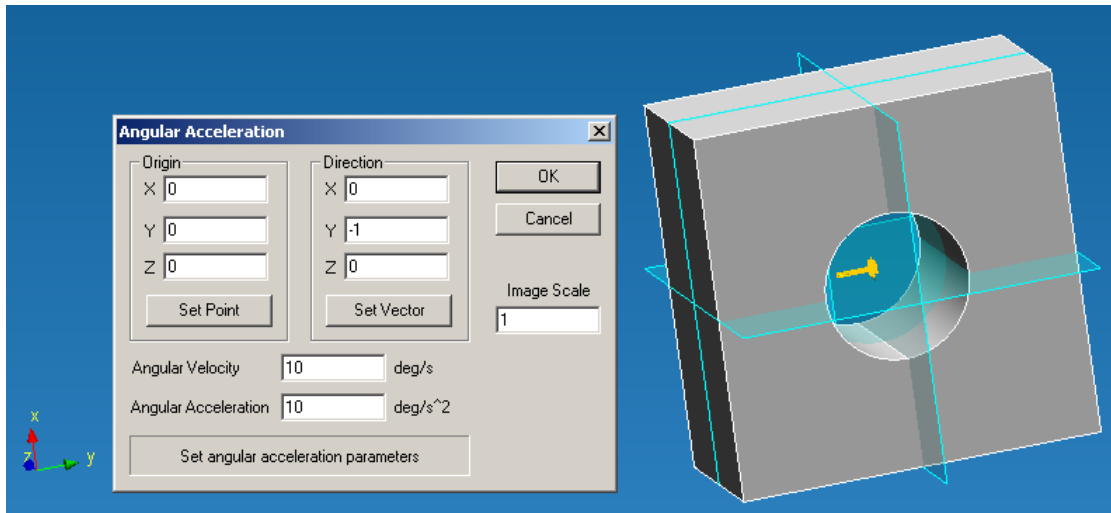 Angular Acceleration
Origin
X 0
Y 0
Z 0
Set Point
Direction
X 0
Y -1
Z 0
Set Vector
OK
Cancel
Image Scale
1
Angular Velocity 10 deg/s
Angular Acceleration 10 deg/s^2
Set angular acceleration parameters
x
z
y